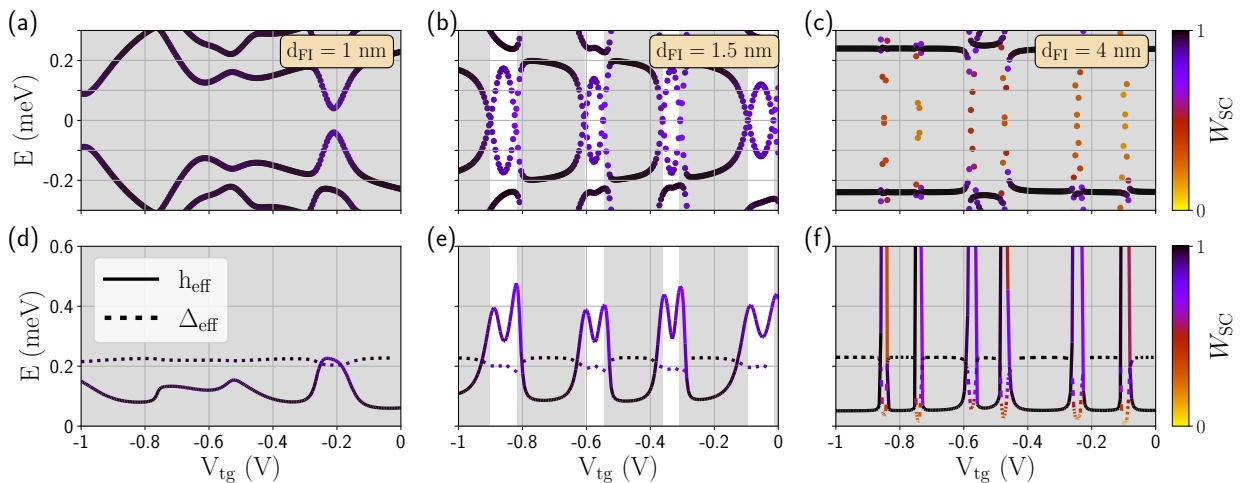 (a)
(b)
(c)
d_FI = 1 nm
d_FI = 1.5 nm
d_FI = 4 nm
E (meV)
0.2
0
-0.2
1
0
W_SC
(d)
(e)
(f)
E (meV)
0.6
0.4
0.2
0
h_eff
Δ_eff
1
0
W_SC
-1 -0.8 -0.6 -0.4 -0.2 0
-1 -0.8 -0.6 -0.4 -0.2 0
-1 -0.8 -0.6 -0.4 -0.2 0
V_tg (V)
V_tg (V)
V_tg (V)